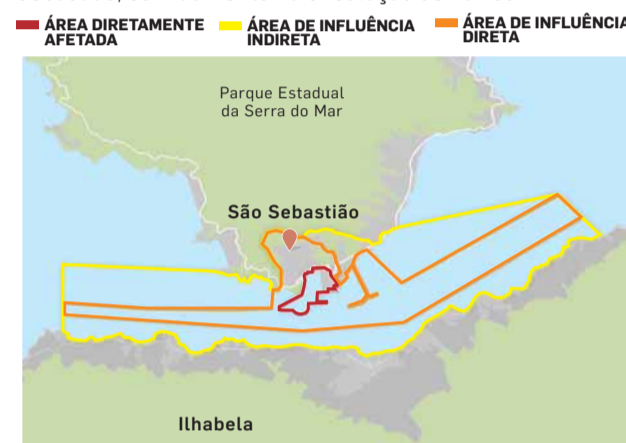 ÁREA DIRETAMENTE
AFETADA
ÁREA DE INFLUÊNCIA
INDIRETA
ÁREA DE INFLUÊNCIA
DIRETA
Parque Estadual
da Serra do Mar
São Sebastião
Ilhabela